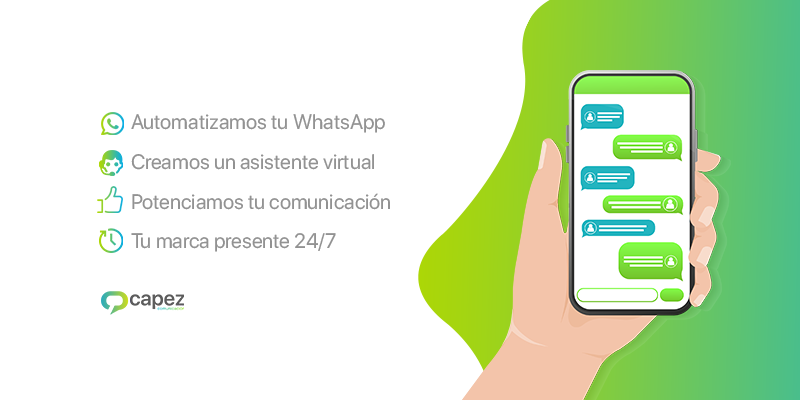 Automatizamos tu WhatsApp
Creamos un asistente virtual
Potenciamos tu comunicación
Tu marca presente 24/7
capez